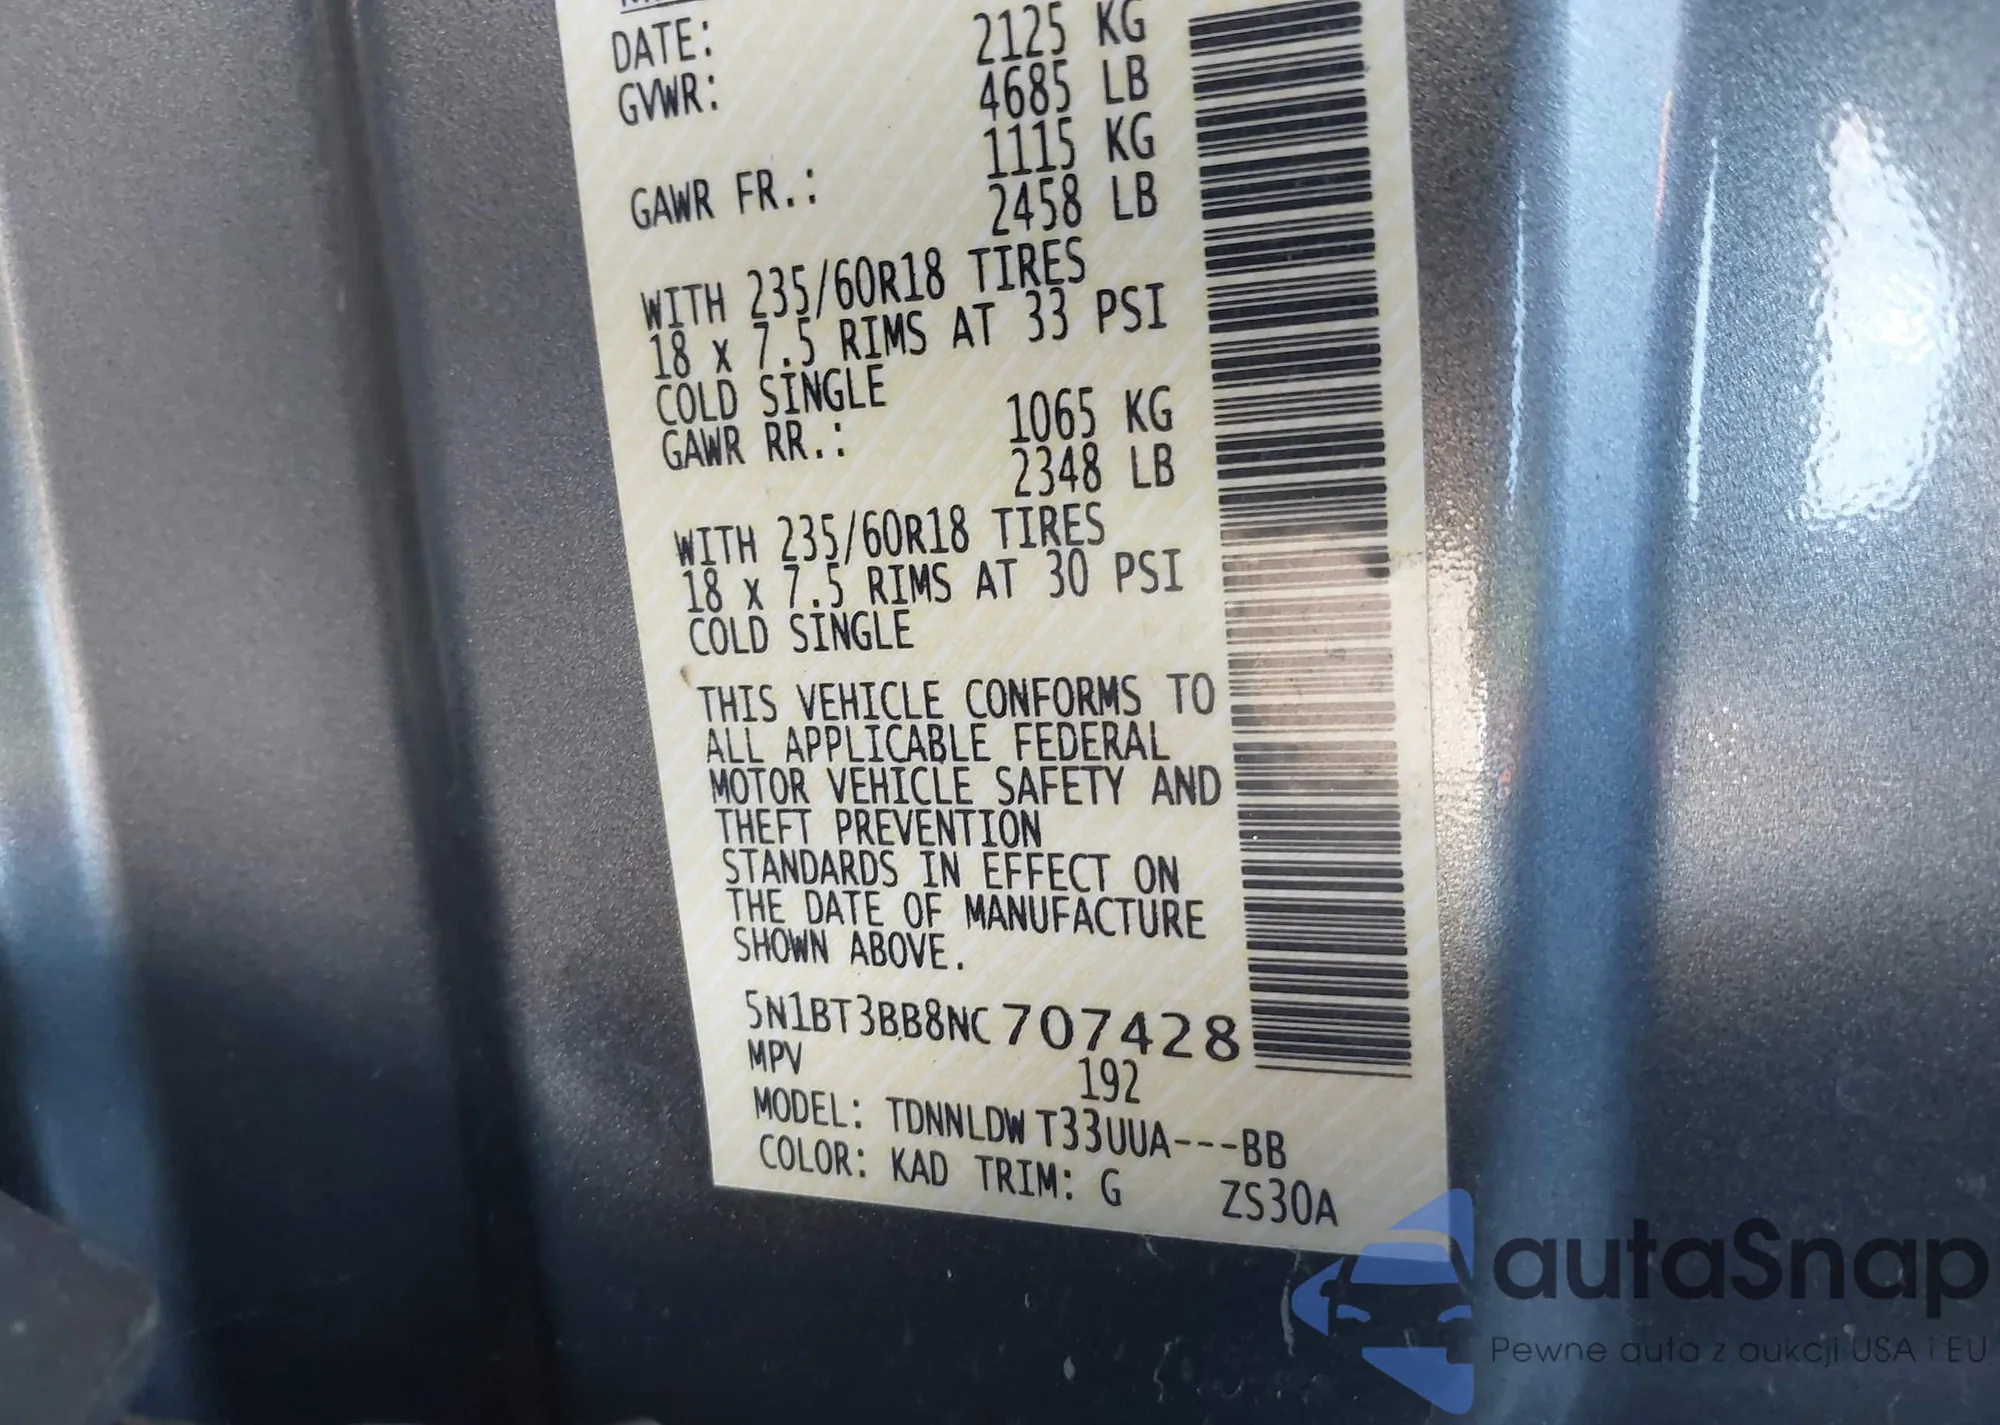 DATE:
GVWR: 2125 KG
4685 LB
GAWR FR.: 1115 KG
2458 LB
WITH 235/60R18 TIRES
18 x 7.5 RIMS AT 33 PSI
COLD SINGLE
GAWR RR.: 1065 KG
2348 LB
WITH 235/60R18 TIRES
18 x 7.5 RIMS AT 30 PSI
COLD SINGLE
THIS VEHICLE CONFORMS TO
ALL APPLICABLE FEDERAL
MOTOR VEHICLE SAFETY AND
THEFT PREVENTION
STANDARDS IN EFFECT ON
THE DATE OF MANUFACTURE
SHOWN ABOVE.
5N1BT3BB8NC707428
MPV 192
MODEL: TDNNLDW T33UUA---BB
COLOR: KAD TRIM: G ZS30A
autaSnap
Pewne auta z aukcji USA i EU